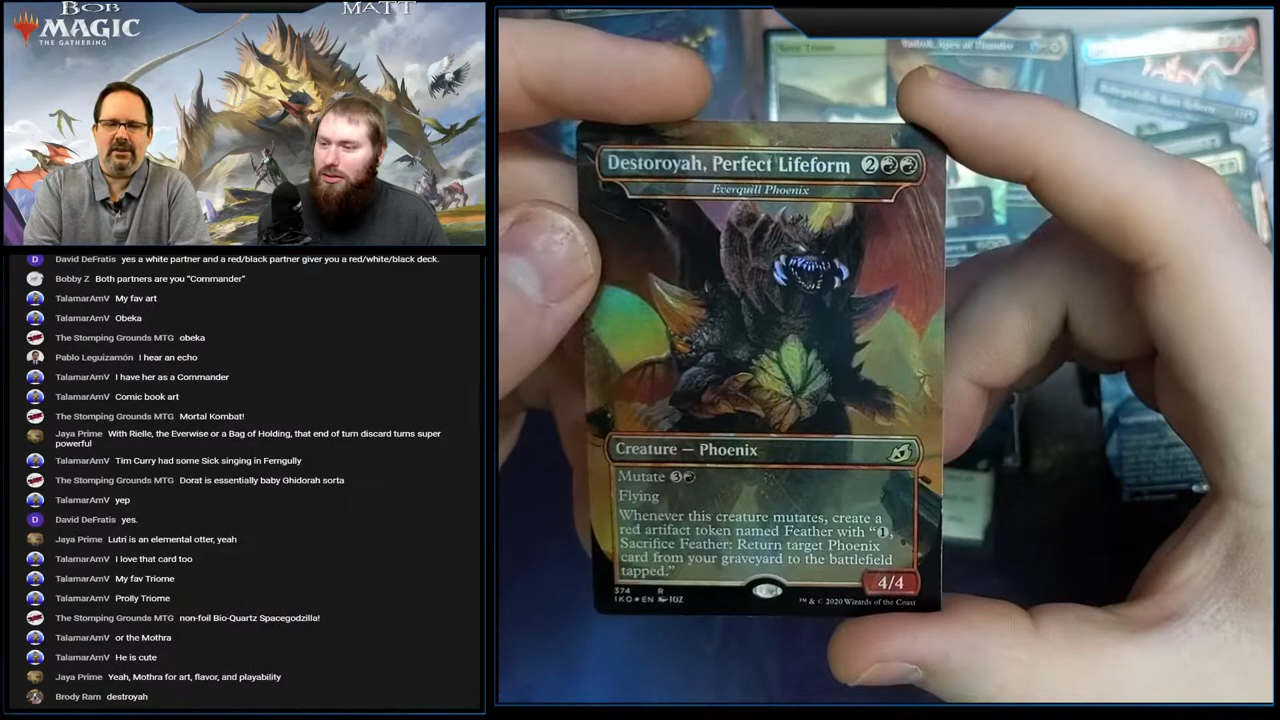 BOB
MATT
MAGIC
THE GATHERING
David DeFratis yes a white partner and a red/black partner giver you a red/white/black deck.
Bobby Z Both partners are you "Commander"
TalamarAmV My fav art
TalamarAmV Obeka
The Stomping Grounds MTG obeka
Pablo Leguizamón I hear an echo
TalamarAmV I have her as a Commander
TalamarAmV Comic book art
The Stomping Grounds MTG Mortal Kombat!
Jaya Prime With Rielle, the Everwise or a Bag of Holding, that end of turn discard turns super
powerful
TalamarAmV Tim Curry had some Sick singing in Ferngully
The Stomping Grounds MTG Dorat is essentially baby Ghidorah sorta
TalamarAmV yep
D David DeFratis yes.
Jaya Prime Lutri is an elemental otter, yeah
TalamarAmV I love that card too
TalamarAmV My fav Triome
TalamarAmV Prolly Triome
The Stomping Grounds MTG non-foil Bio-Quartz Spacegodzilla!
TalamarAmV or the Mothra
TalamarAmV He is cute
Jaya Prime Yeah, Mothra for art, flavor, and playability
Brody Ram destroyah
Destoroyah, Perfect Lifeform 2
Everquill Phoenix
Creature — Phoenix
Mutate 3
Flying
Whenever this creature mutates, create a
red artifact token named Feather with "1,
Sacrifice Feather: Return target Phoenix
card from your graveyard to the battlefield
tapped."
4/4
374 R
IKO EN
™ & © 2020 Wizards of the Coast